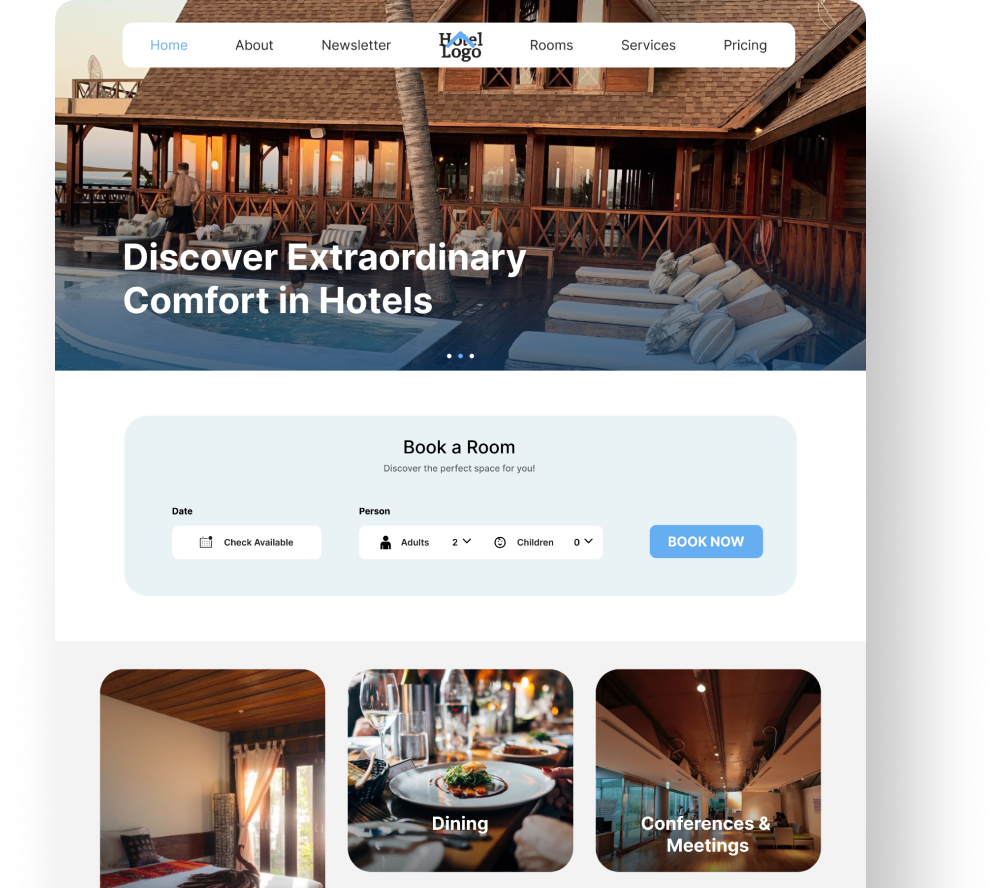 Home
About
Newsletter
Hotel
Logo
Rooms
Services
Pricing
Discover Extraordinary
Comfort in Hotels
Book a Room
Discover the perfect space for you!
Date
Person
Check Available
Adults
2
Children
0
BOOK NOW
Dining
Conferences &
Meetings